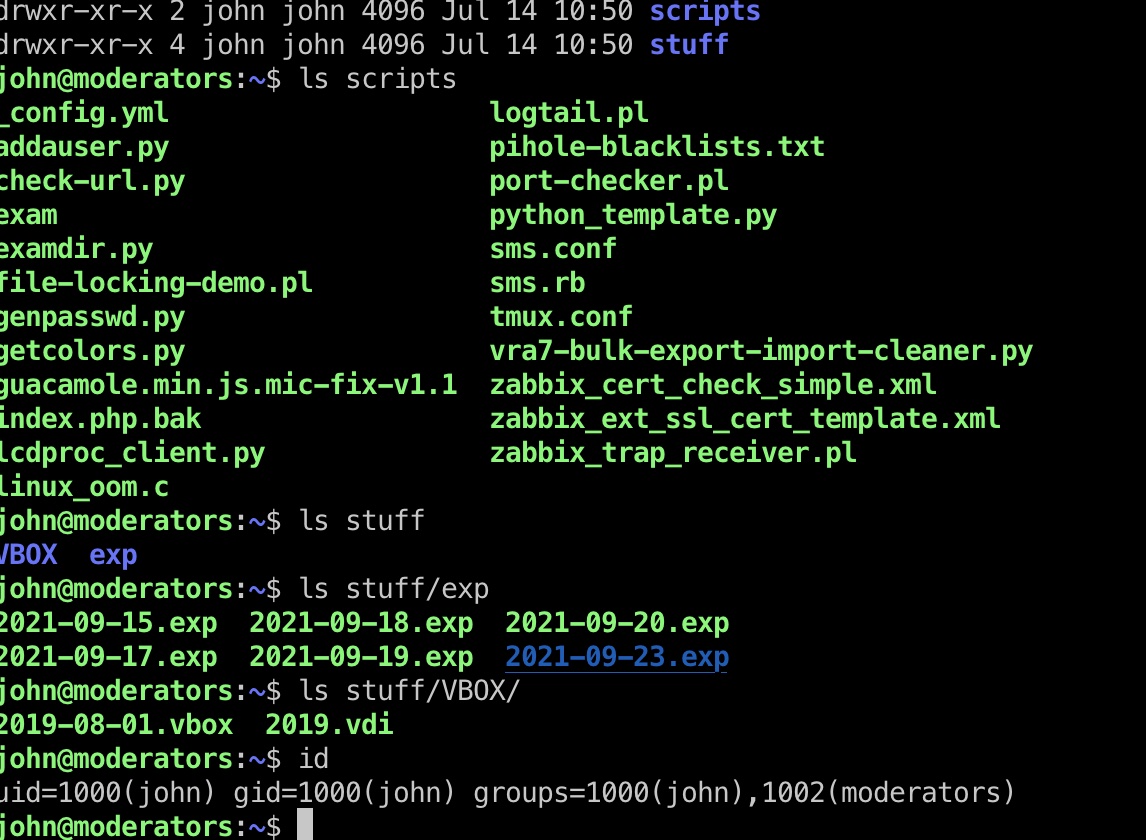 drwxr-xr-x 2 john john 4096 Jul 14 10:50 scripts
drwxr-xr-x 4 john john 4096 Jul 14 10:50 stuff
john@moderators:~$ ls scripts
_config.yml logtail.pl
addauser.py pihole-blacklists.txt
check-url.py port-checker.pl
exam python_template.py
examdir.py sms.conf
file-locking-demo.pl sms.rb
genpasswd.py tmux.conf
getcolors.py vra7-bulk-export-import-cleaner.py
guacamole.min.js.mic-fix-v1.1 zabbix_cert_check_simple.xml
index.php.bak zabbix_ext_ssl_cert_template.xml
lcdproc_client.py zabbix_trap_receiver.pl
linux_oom.c
john@moderators:~$ ls stuff
VBOX exp
john@moderators:~$ ls stuff/exp
2021-09-15.exp 2021-09-18.exp 2021-09-20.exp
2021-09-17.exp 2021-09-19.exp 2021-09-23.exp
john@moderators:~$ ls stuff/VBOX/
2019-08-01.vbox 2019.vdi
john@moderators:~$ id
uid=1000(john) gid=1000(john) groups=1000(john),1002(moderators)
john@moderators:~$